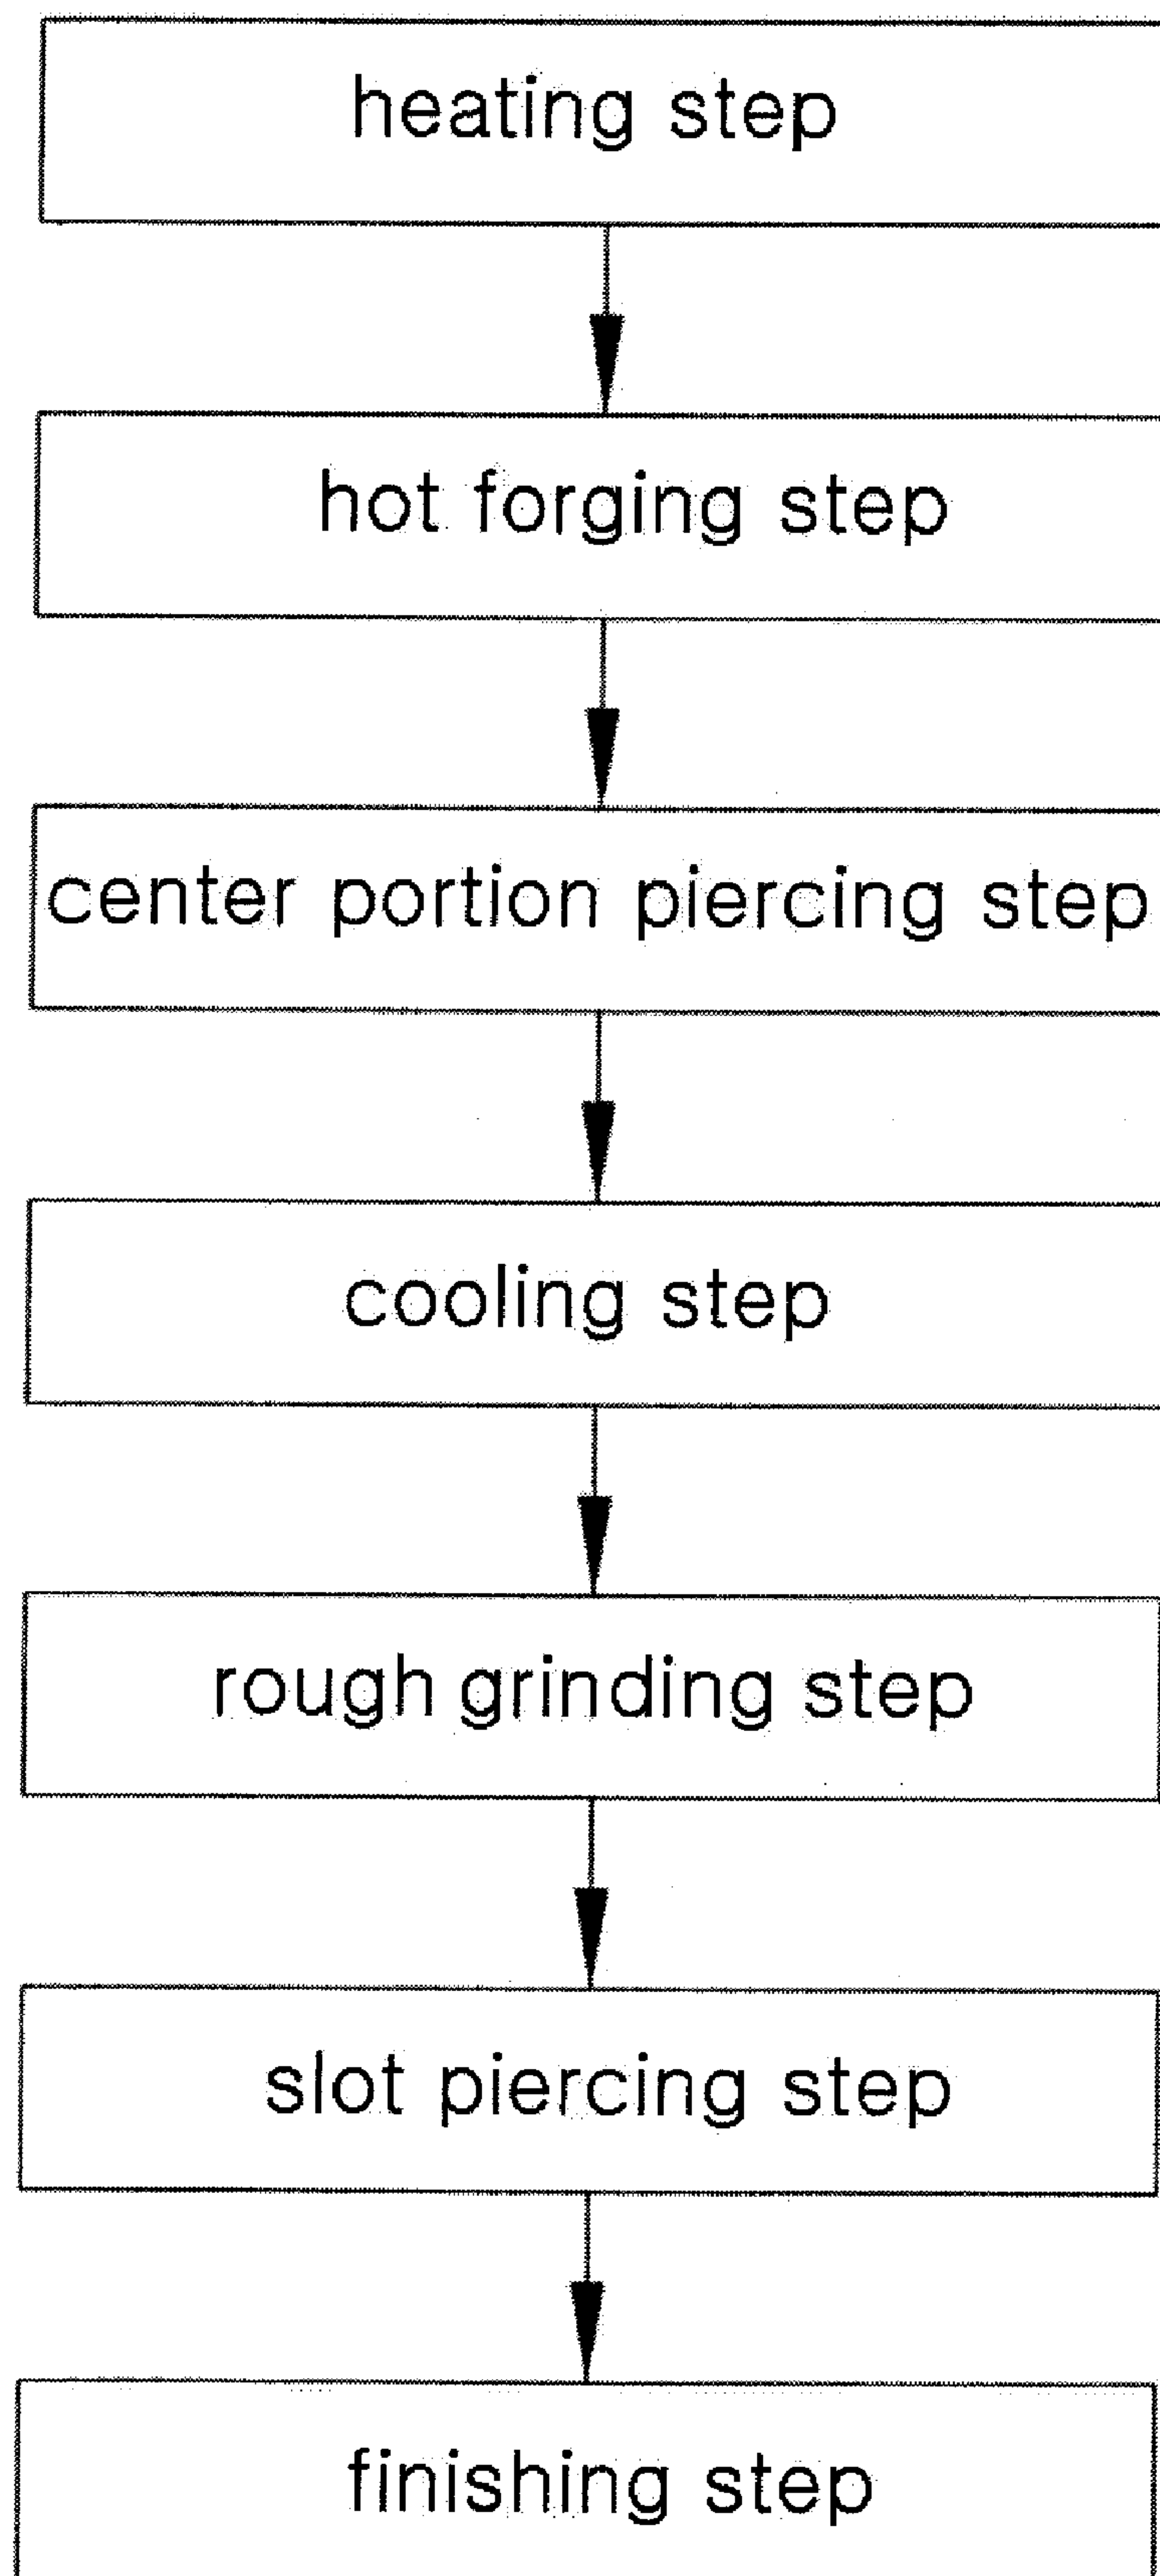 heating step
hot forging step
center portion piercing step
cooling step
rough grinding step
slot piercing step
finishing step